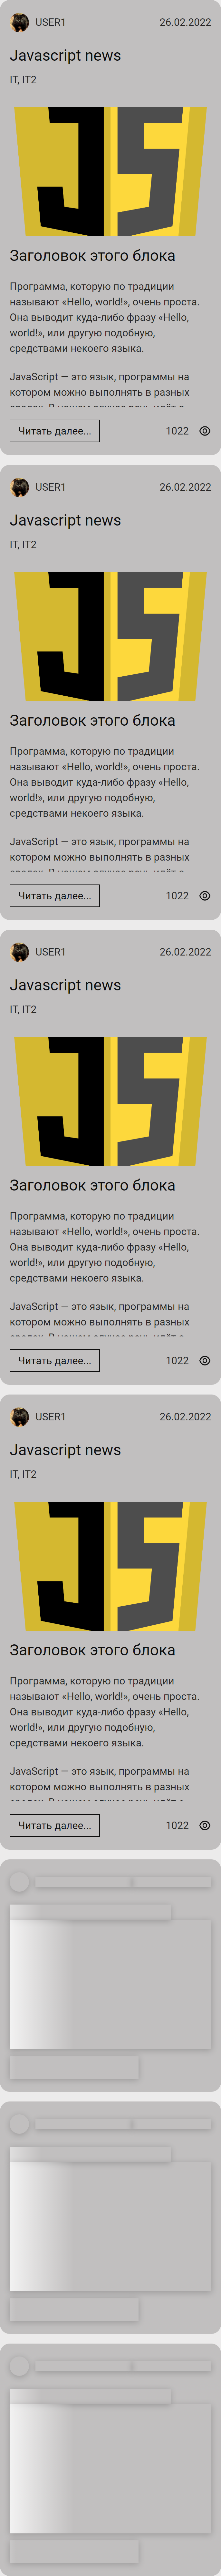 USER1 26.02.2022
Javascript news
IT, IT2
JS
Заголовок этого блока
Программа, которую по традиции
называют «Hello, world!», очень проста.
Она выводит куда-либо фразу «Hello,
world!», или другую подобную,
средствами некоего языка.
JavaScript — это язык, программы на
котором можно выполнять в разных
Читать далее... 1022
USER1 26.02.2022
Javascript news
IT, IT2
JS
Заголовок этого блока
Программа, которую по традиции
называют «Hello, world!», очень проста.
Она выводит куда-либо фразу «Hello,
world!», или другую подобную,
средствами некоего языка.
JavaScript — это язык, программы на
котором можно выполнять в разных
Читать далее... 1022
USER1 26.02.2022
Javascript news
IT, IT2
JS
Заголовок этого блока
Программа, которую по традиции
называют «Hello, world!», очень проста.
Она выводит куда-либо фразу «Hello,
world!», или другую подобную,
средствами некоего языка.
JavaScript — это язык, программы на
котором можно выполнять в разных
Читать далее... 1022
USER1 26.02.2022
Javascript news
IT, IT2
JS
Заголовок этого блока
Программа, которую по традиции
называют «Hello, world!», очень проста.
Она выводит куда-либо фразу «Hello,
world!», или другую подобную,
средствами некоего языка.
JavaScript — это язык, программы на
котором можно выполнять в разных
Читать далее... 1022